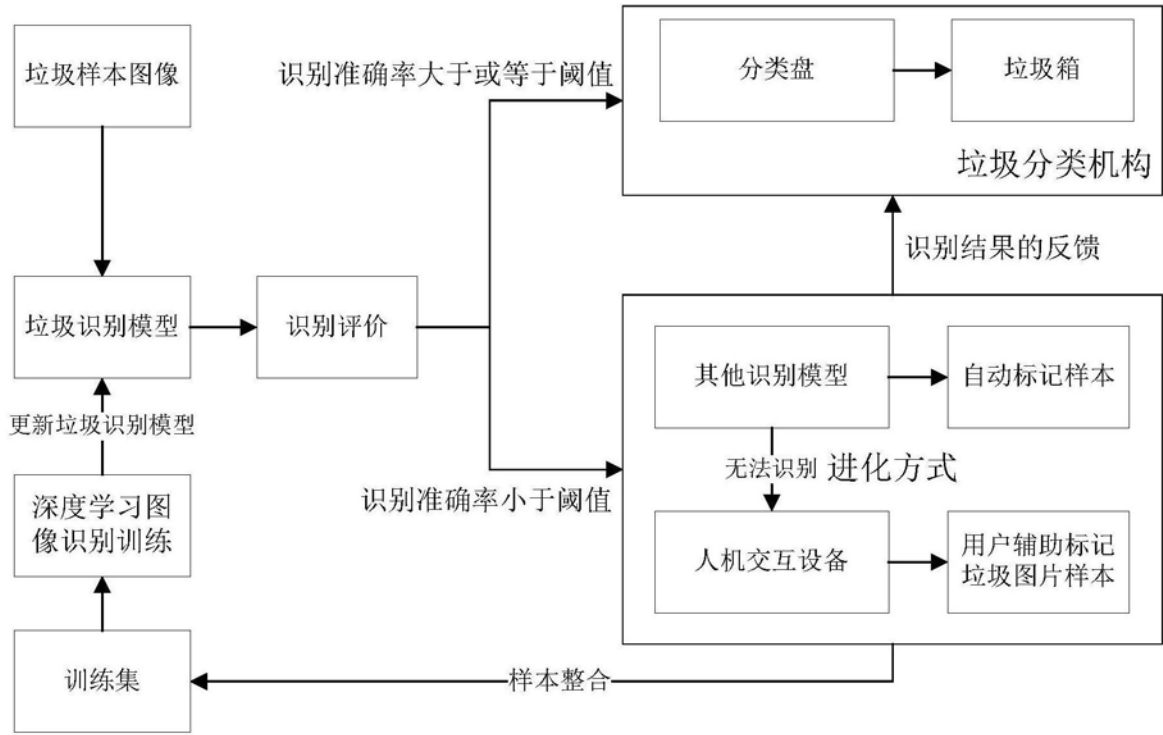 垃圾样本图像
识别准确率大于或等于阈值
分类盘
垃圾箱
垃圾分类机构
识别结果的反馈
垃圾识别模型
识别评价
其他识别模型
自动标记样本
更新垃圾识别模型
无法识别
进化方式
识别准确率小于阈值
深度学习图
像识别训练
人机交互设备
用户辅助标记
垃圾图片样本
训练集
样本整合